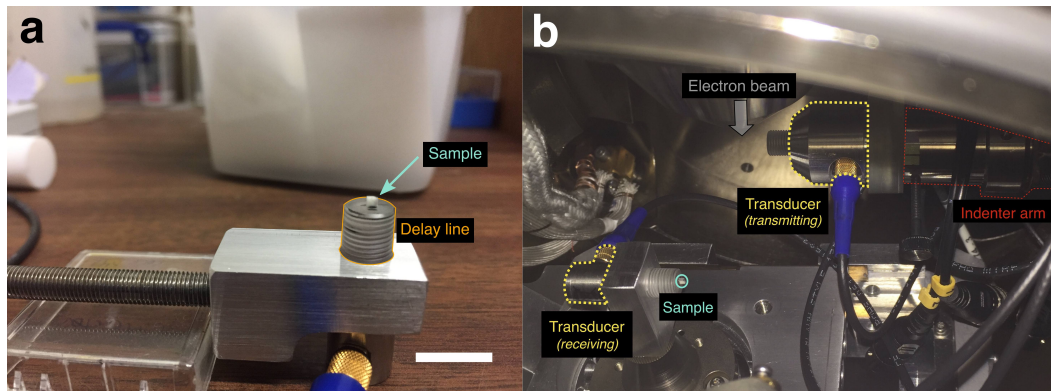 a
Sample
Delay line
b
Electron beam
Transducer
(transmitting)
Indenter arm
Sample
Transducer
(receiving)